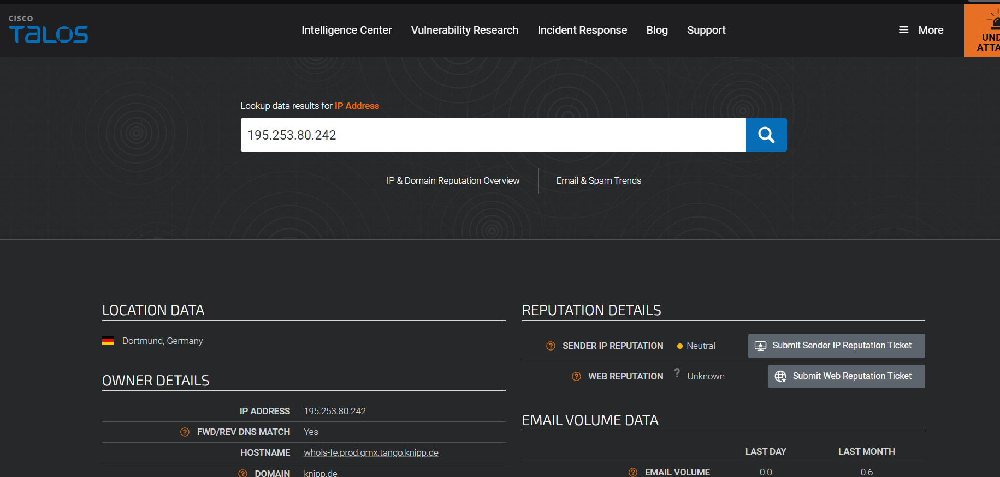 CISCO
TALOS
Intelligence Center
Vulnerability Research
Incident Response
Blog
Support
More
Lookup data results for IP Address
195.253.80.242
IP & Domain Reputation Overview
Email & Spam Trends
LOCATION DATA
Dortmund, Germany
OWNER DETAILS
IP ADDRESS 195.253.80.242
? FWD/REV DNS MATCH Yes
HOSTNAME whois-fe.prod.gmx.tango.knipp.de
? DOMAIN knipp.de
REPUTATION DETAILS
? SENDER IP REPUTATION Neutral Submit Sender IP Reputation Ticket
? WEB REPUTATION ? Unknown Submit Web Reputation Ticket
EMAIL VOLUME DATA
LAST DAY LAST MONTH
? EMAIL VOLUME 0.0 0.6